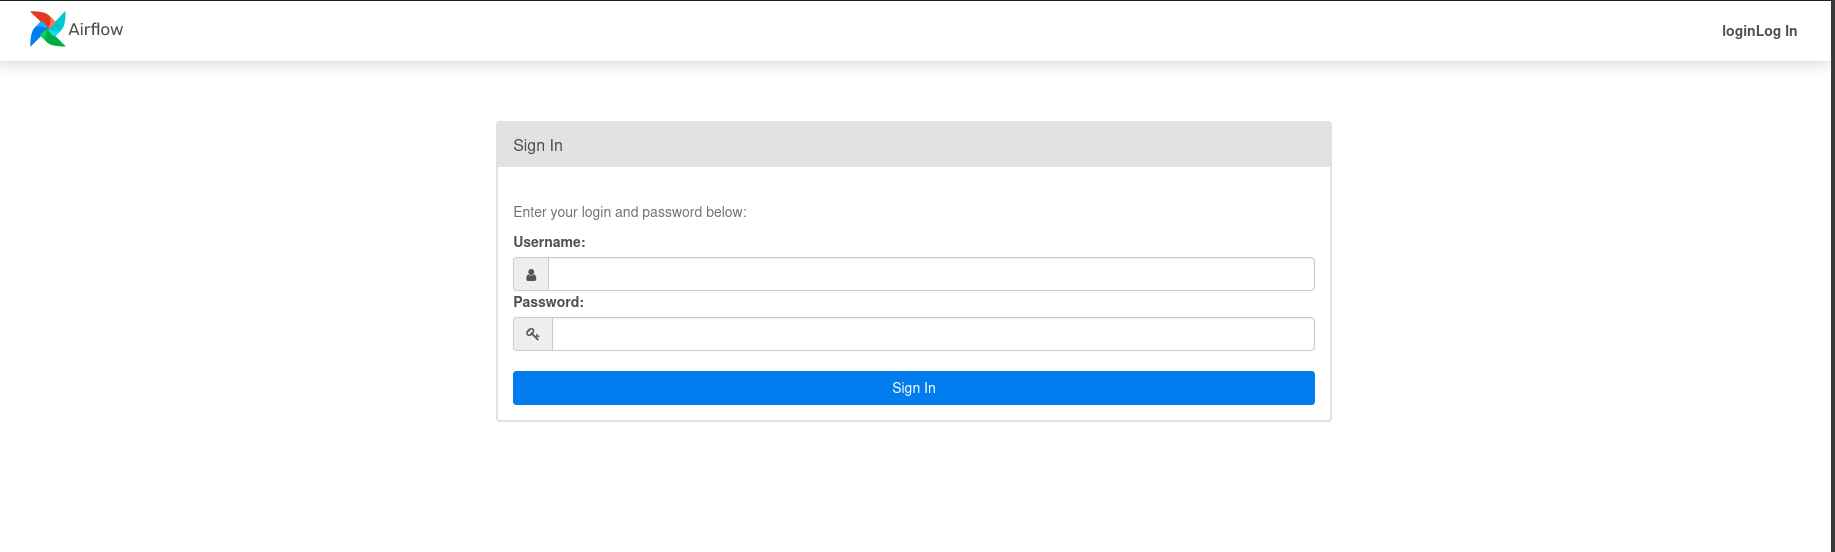 Airflow
loginLog In
Sign In
Enter your login and password below:
Username:
Password:
Sign In